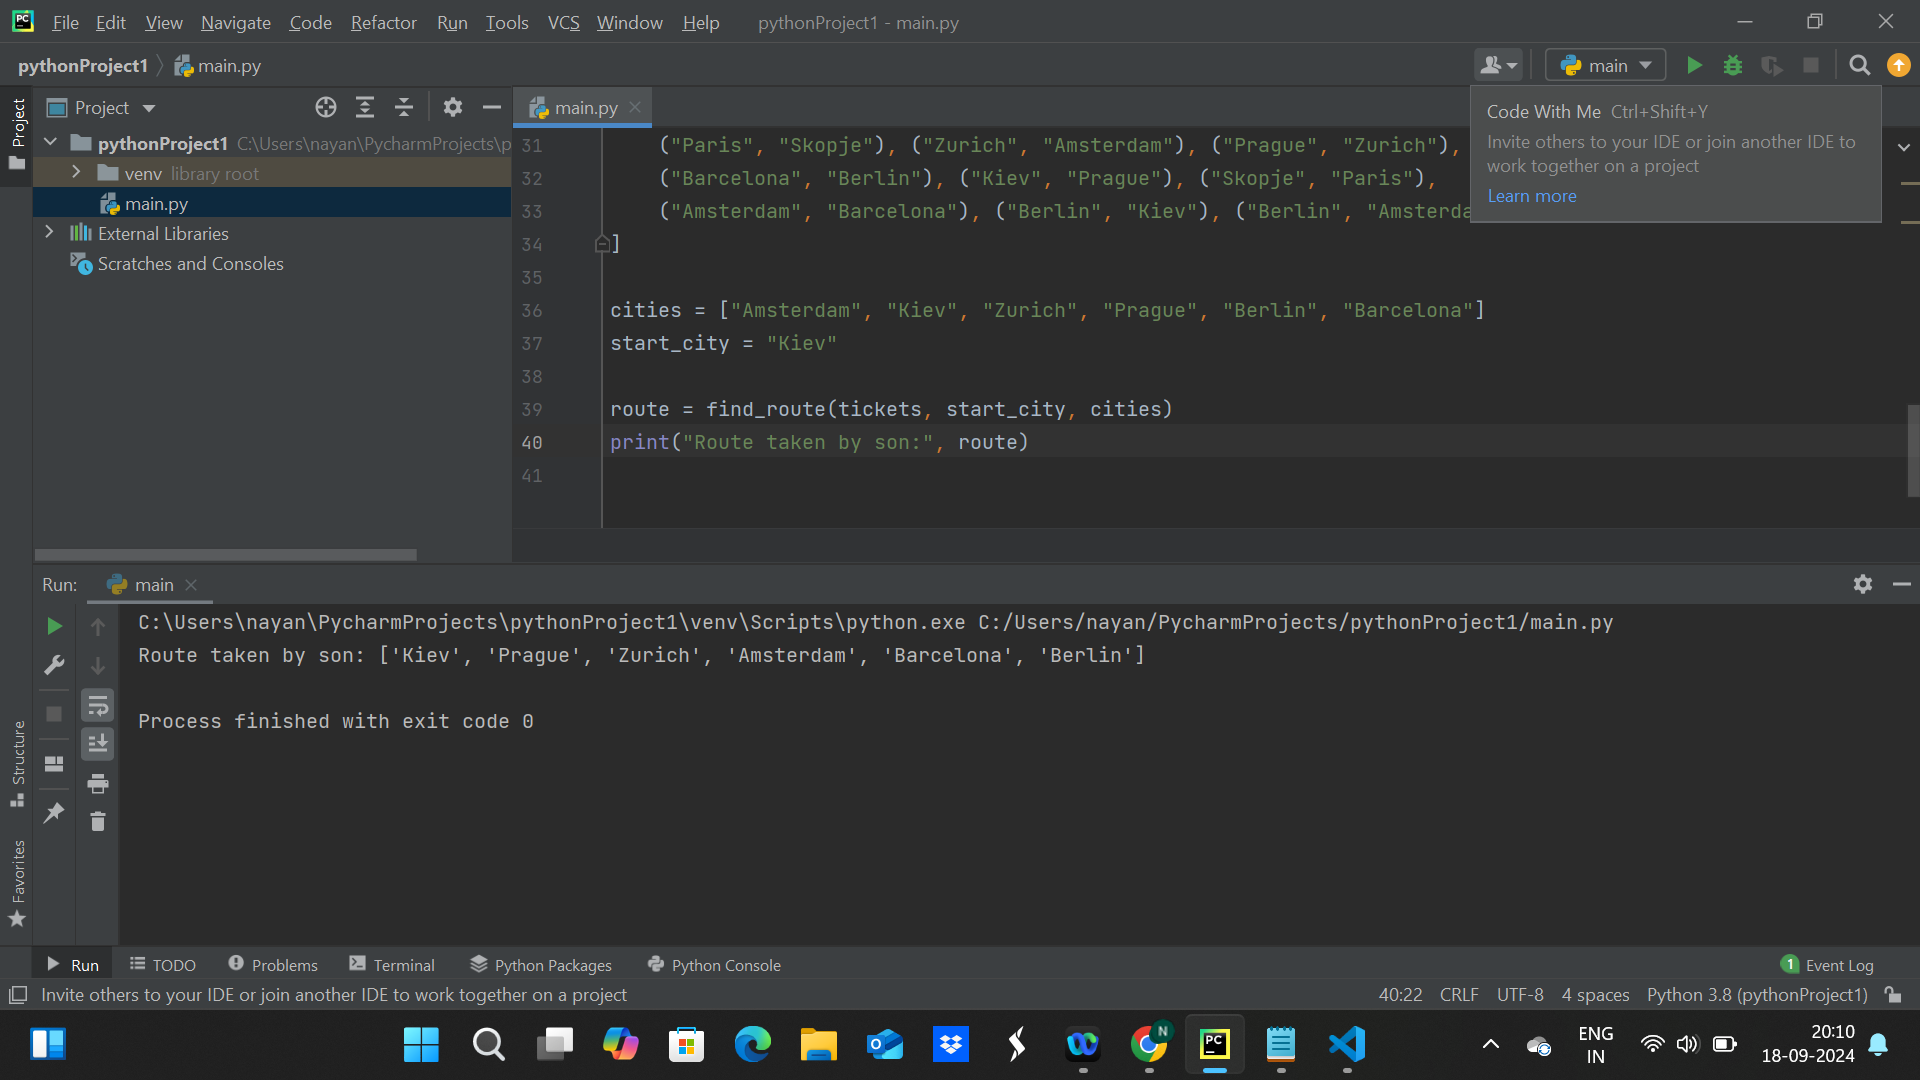 File Edit View Navigate Code Refactor Run Tools VCS Window Help pythonProject1 - main.py
pythonProject1 main.py main
Project main.py
Code With Me Ctrl+Shift+Y
Invite others to your IDE or join another IDE to
work together on a project
Learn more
Project
pythonProject1 C:\Users\nayan\PycharmProjects\p
venv library root
main.py
External Libraries
Scratches and Consoles
31 ("Paris", "Skopje"), ("Zurich", "Amsterdam"), ("Prague", "Zurich"),
32 ("Barcelona", "Berlin"), ("Kiev", "Prague"), ("Skopje", "Paris"),
33 ("Amsterdam", "Barcelona"), ("Berlin", "Kiev"), ("Berlin", "Amsterda
34 ]
35
36 cities = ["Amsterdam", "Kiev", "Zurich", "Prague", "Berlin", "Barcelona"]
37 start_city = "Kiev"
38
39 route = find_route(tickets, start_city, cities)
40 print("Route taken by son:", route)
41
Run: main
C:\Users\nayan\PycharmProjects\pythonProject1\venv\Scripts\python.exe C:/Users/nayan/PycharmProjects/pythonProject1/main.py
Route taken by son: ['Kiev', 'Prague', 'Zurich', 'Amsterdam', 'Barcelona', 'Berlin']
Process finished with exit code 0
Structure
Favorites
Run TODO Problems Terminal Python Packages Python Console 1 Event Log
Invite others to your IDE or join another IDE to work together on a project 40:22 CRLF UTF-8 4 spaces Python 3.8 (pythonProject1)
ENG
IN
20:10
18-09-2024